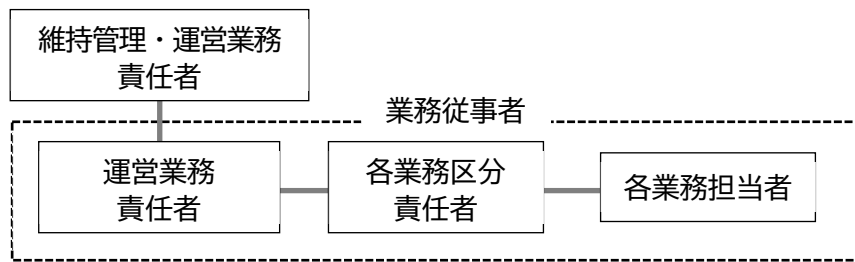 維持管理・運営業務
責任者
業務従事者
運営業務
責任者
各業務区分
責任者
各業務担当者